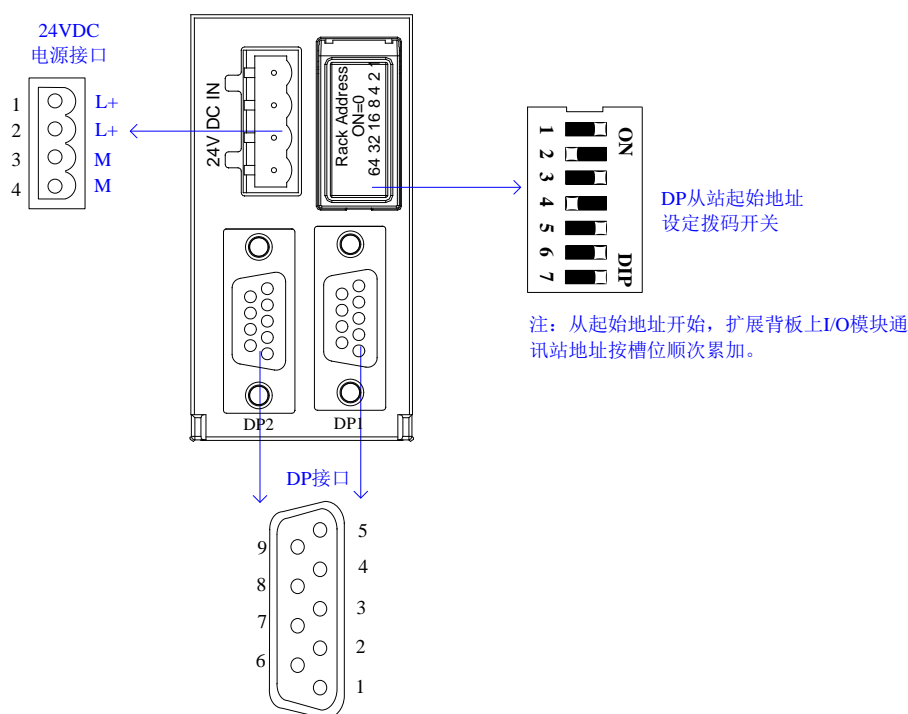 24VDC
电源接口
1 L+
2 L+
3 M
4 M
24V DC IN
Rack Address
ON=0
64 32 16 8 4 2 1
ON
DIP
1
2
3
4
5
6
7
DP从站起始地址
设定拨码开关
注：从起始地址开始，扩展背板上I/O模块通
讯站地址按槽位顺次累加。
DP2
DP1
DP接口
5
9
4
8
3
7
2
6
1